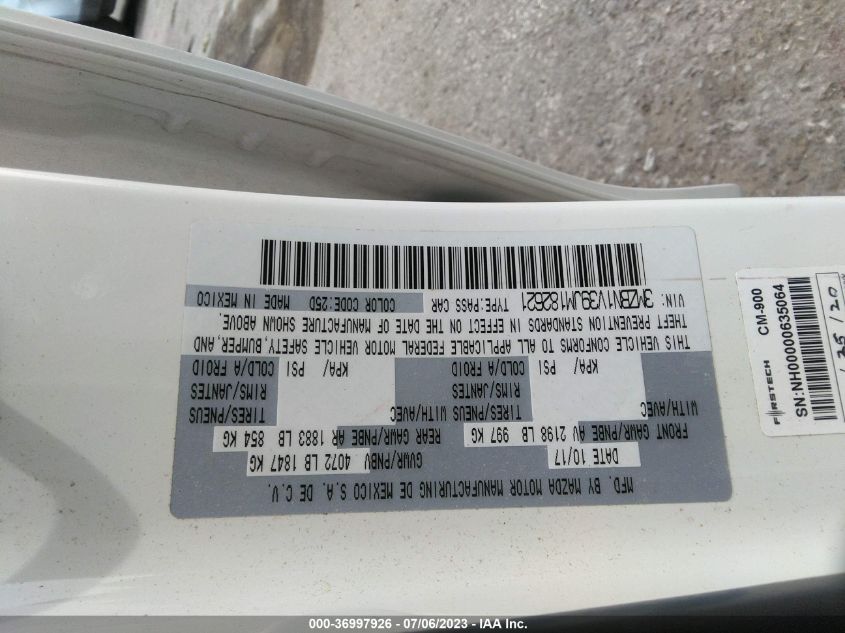 MFD. BY MAZDA MOTOR MANUFACTURING DE MEXICO S.A. DE C.V.
DATE 10/17 GVWR/PNBV 4072 LB 1847 KG
FRONT GAWR/PNBE AV 2198 LB 997 KG REAR GAWR/PNBE AR 1883 LB 854 KG
WITH/AVEC TIRES/PNEUS WITH/AVEC TIRES/PNEUS
RIMS/JANTES RIMS/JANTES
KPA/ PSI COLD/A FROID KPA/ PSI COLD/A FROID
THIS VEHICLE CONFORMS TO ALL APPLICABLE FEDERAL MOTOR VEHICLE SAFETY, BUMPER, AND
THEFT PREVENTION STANDARDS IN EFFECT ON THE DATE OF MANUFACTURE SHOWN ABOVE.
VIN: 3MZBN1V39JM182621 TYPE:PASS CAR COLOR CODE:25D MADE IN MEXICO
FIRSTECH CM-900
SN:NH00000635064
000-36997926 - 07/06/2023 - Insurance Auto Auctions, Inc.